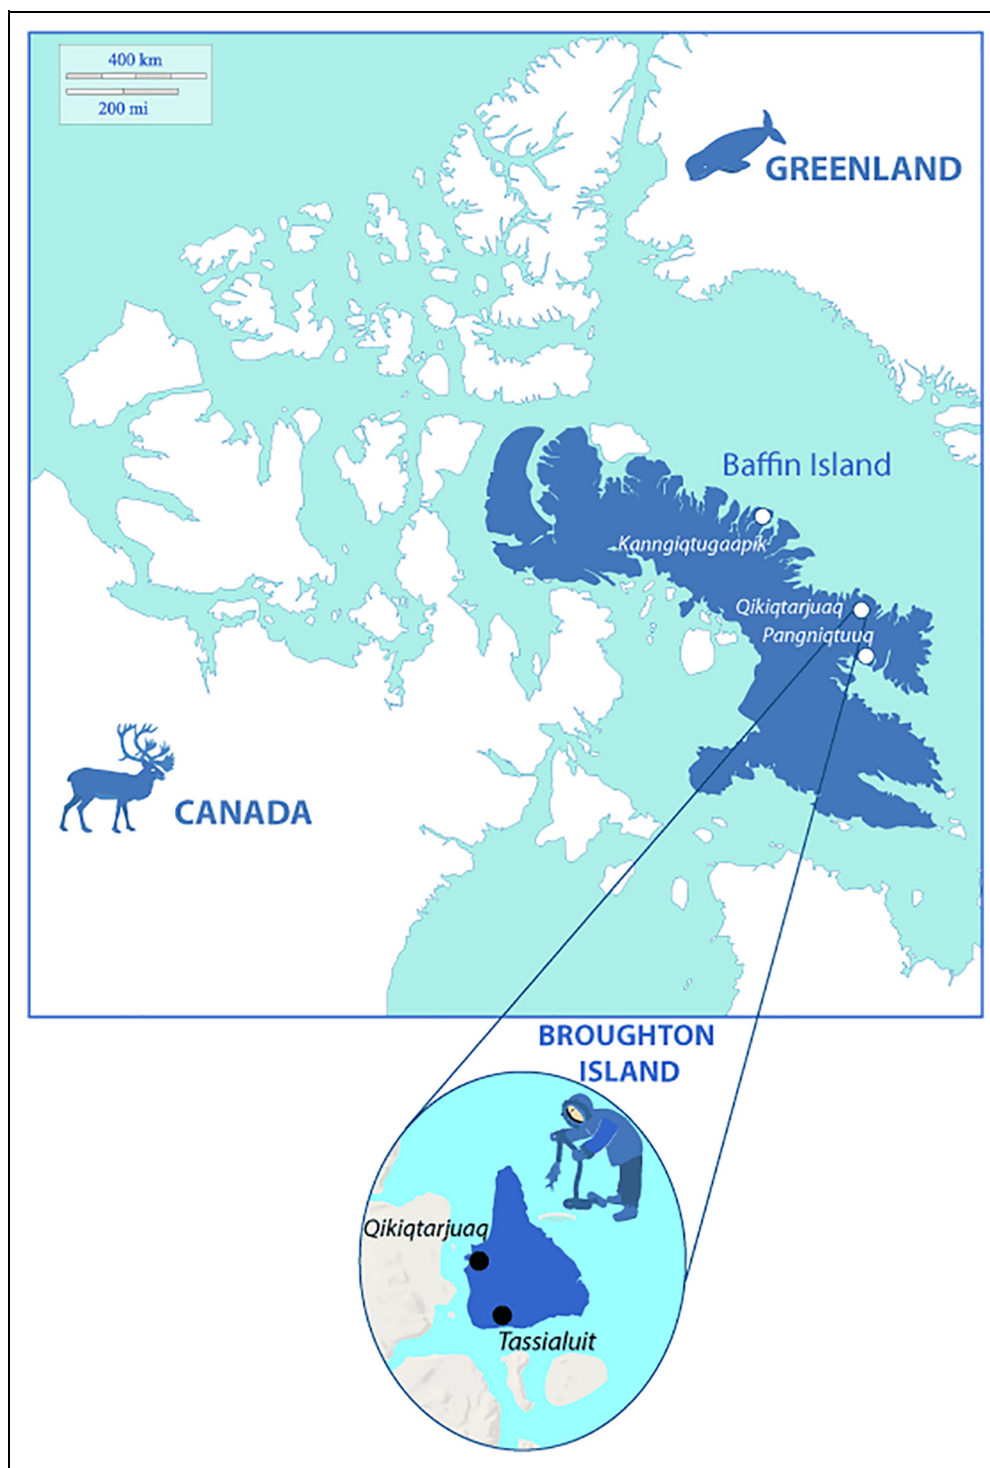 400 km
200 mi
GREENLAND
Baffin Island
Kanngiqtugaapik
Qikiqtarjuaq
Pangniqtuuq
CANADA
BROUGHTON
ISLAND
Qikiqtarjuaq
Tassialuit